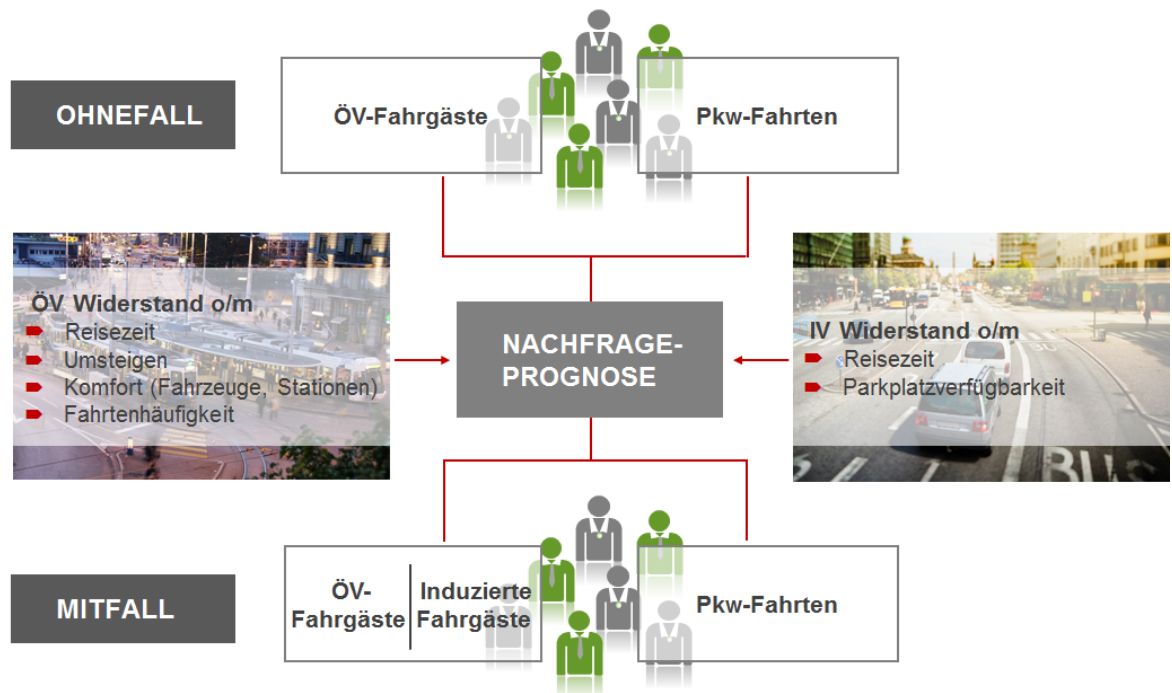 OHNEFALL
ÖV-Fahrgäste
Pkw-Fahrten
ÖV Widerstand o/m
Reisezeit
Umsteigen
Komfort (Fahrzeuge, Stationen)
Fahrtenhäufigkeit
NACHFRAGE-
PROGNOSE
IV Widerstand o/m
Reisezeit
Parkplatzverfügbarkeit
BUS
MITFALL
ÖV-
Fahrgäste
Induzierte
Fahrgäste
Pkw-Fahrten